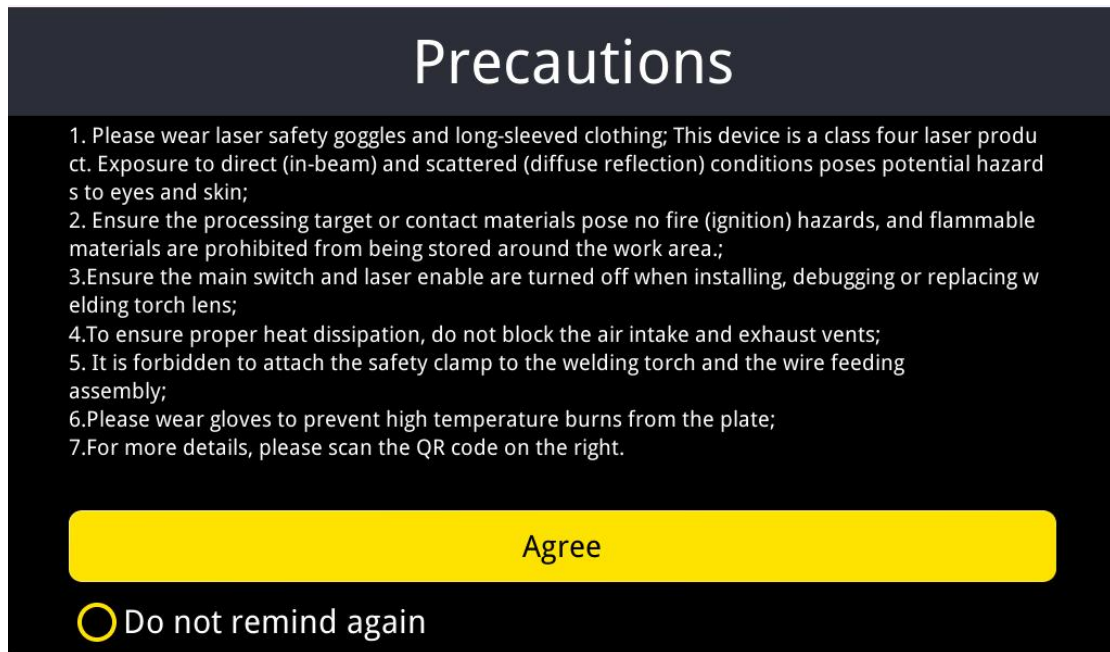 Precautions
1. Please wear laser safety goggles and long-sleeved clothing; This device is a class four laser produ
ct. Exposure to direct (in-beam) and scattered (diffuse reflection) conditions poses potential hazard
s to eyes and skin;
2. Ensure the processing target or contact materials pose no fire (ignition) hazards, and flammable
materials are prohibited from being stored around the work area.;
3.Ensure the main switch and laser enable are turned off when installing, debugging or replacing w
elding torch lens;
4.To ensure proper heat dissipation, do not block the air intake and exhaust vents;
5. It is forbidden to attach the safety clamp to the welding torch and the wire feeding
assembly;
6.Please wear gloves to prevent high temperature burns from the plate;
7.For more details, please scan the QR code on the right.
Agree
Do not remind again